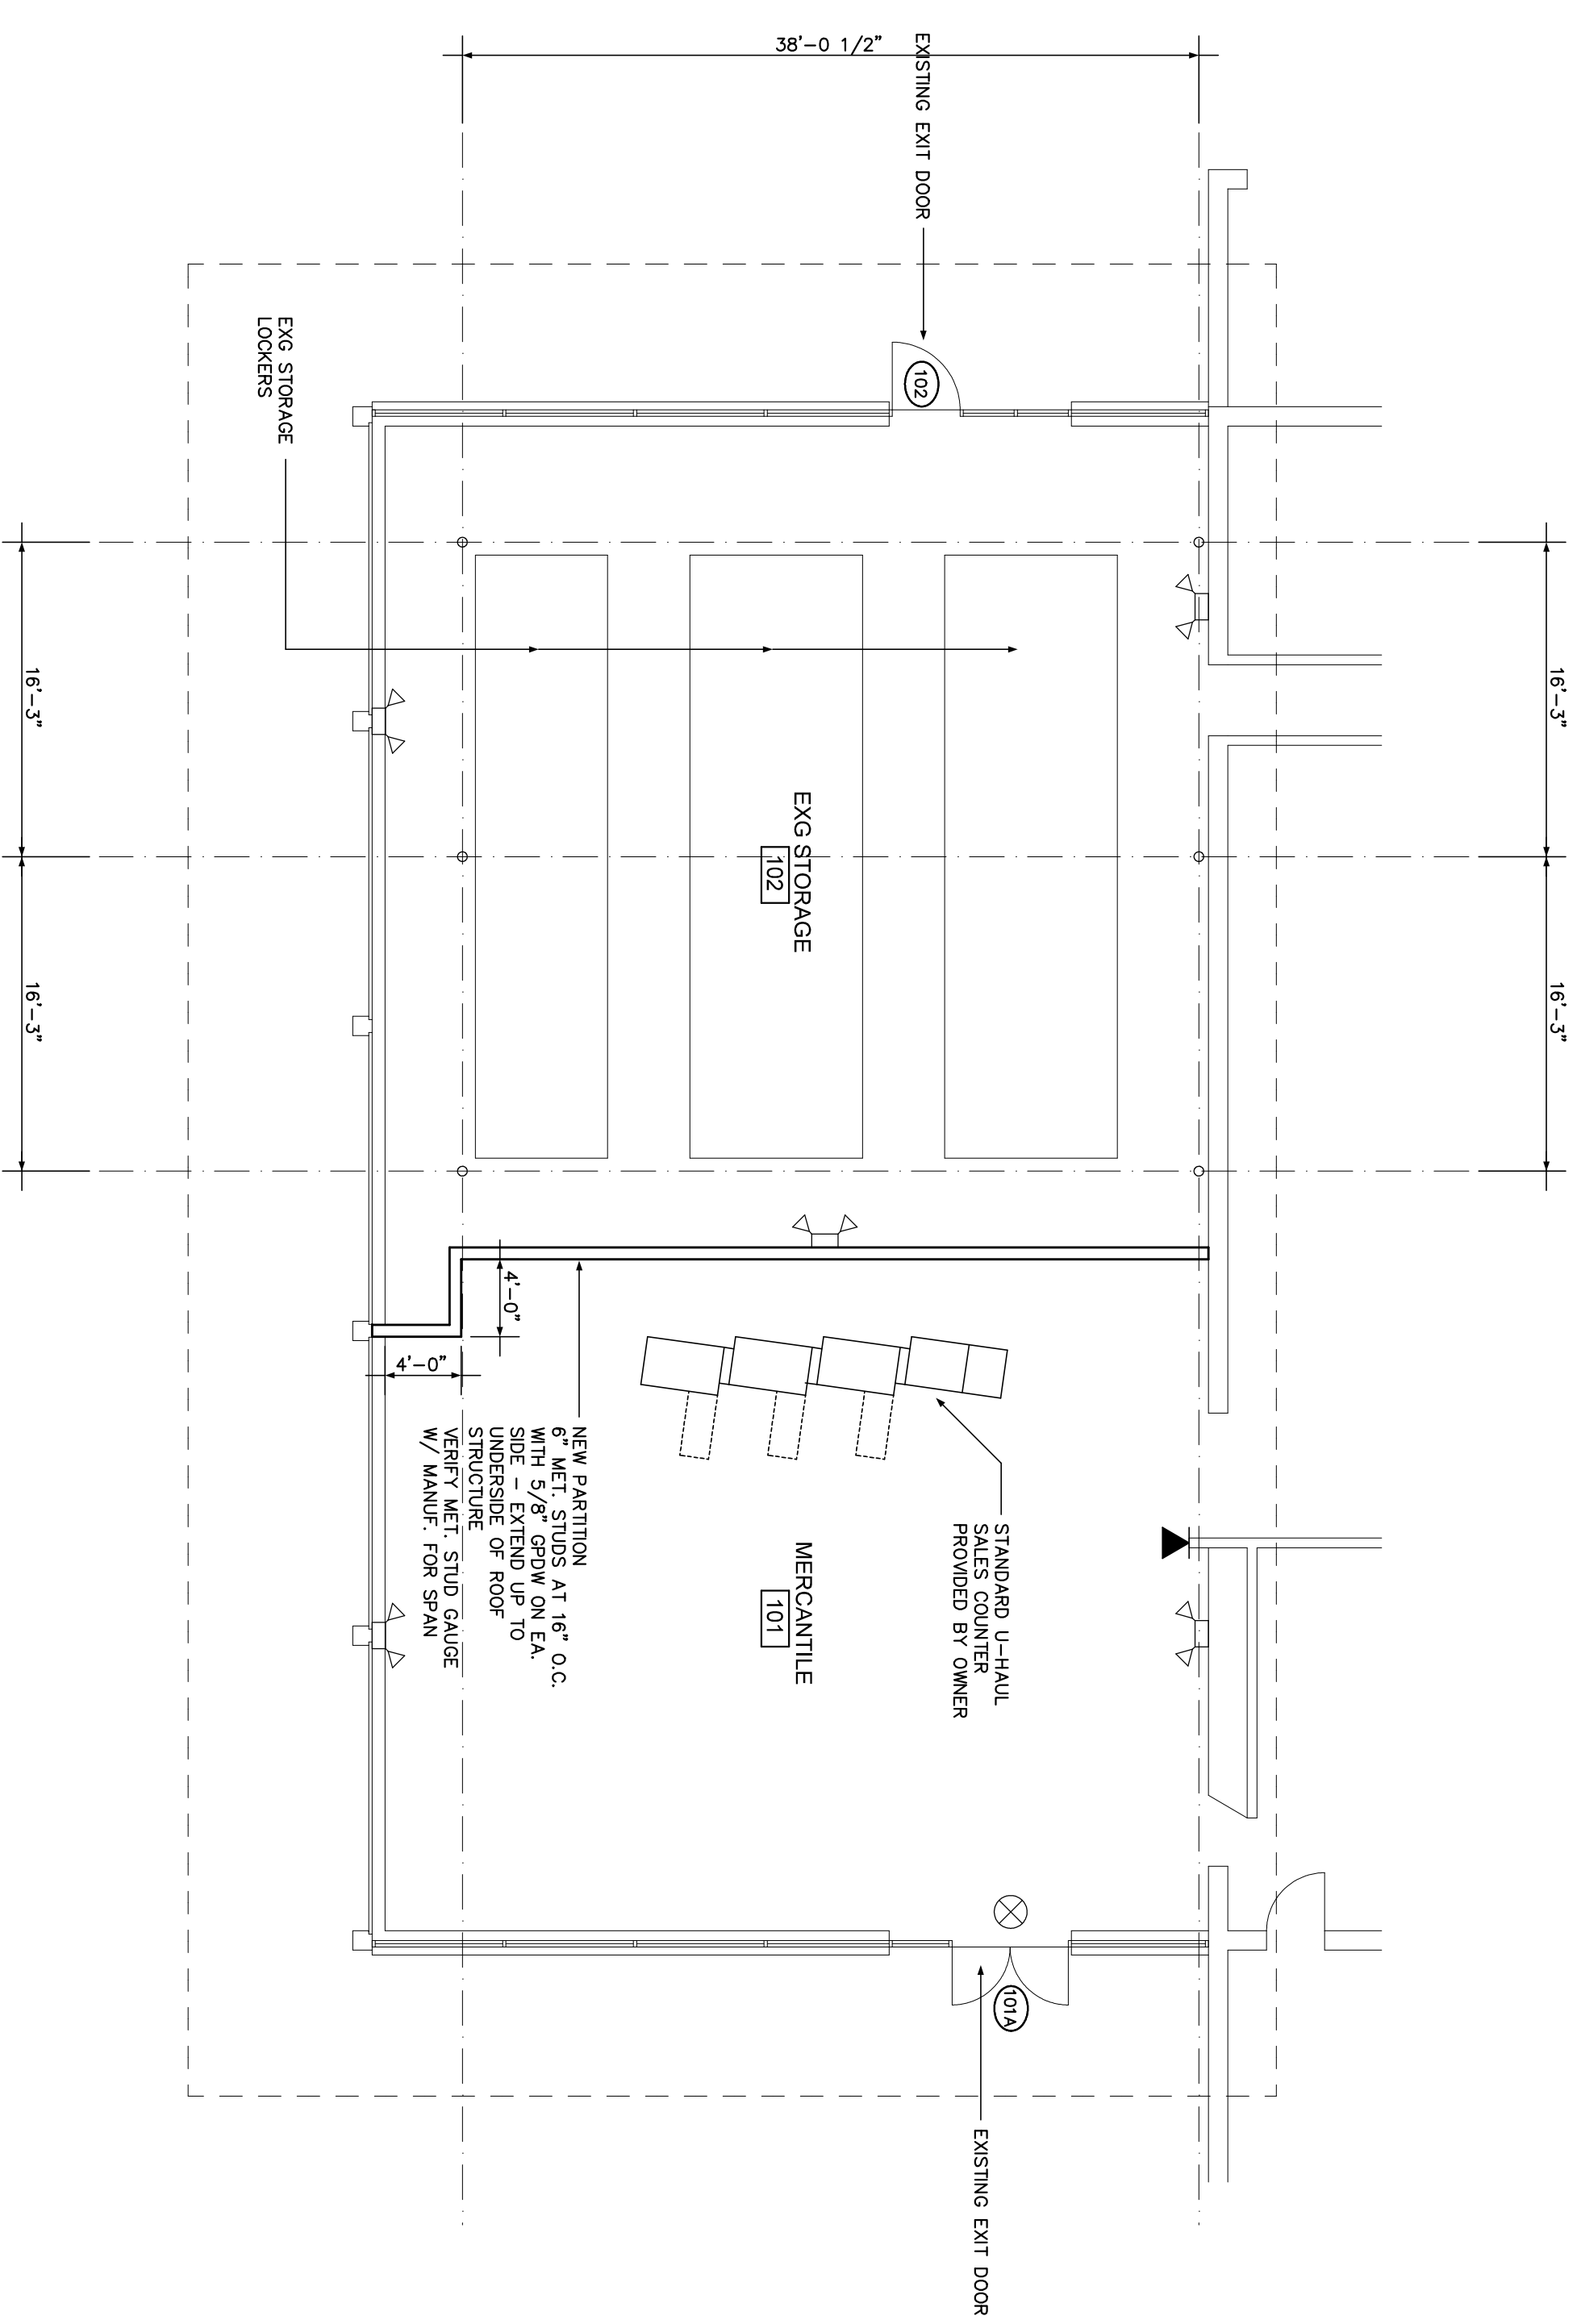 38'-0 1/2"
EXISTING EXIT DOOR
102
EXG STORAGE
LOCKERS
16'-3"
16'-3"
16'-3"
16'-3"
EXG STORAGE
102
4'-0"
4'-0"
NEW PARTITION
6" MET. STUDS AT 16" O.C.
WITH 5/8" GPDW ON EA.
SIDE - EXTEND UP TO
UNDERSIDE OF ROOF
STRUCTURE
VERIFY MET. STUD GAUGE
W/ MANUF. FOR SPAN
STANDARD U-HAUL
SALES COUNTER
PROVIDED BY OWNER
MERCANTILE
101
101A
EXISTING EXIT DOOR